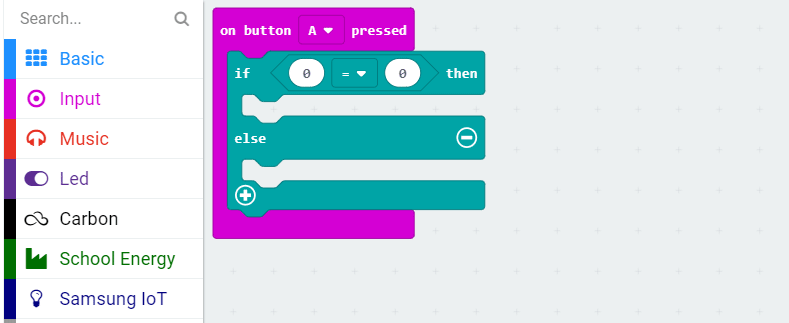 Search...
Basic
Input
Music
Led
Carbon
School Energy
Samsung IoT
on button A pressed
if 0 = 0 then
else